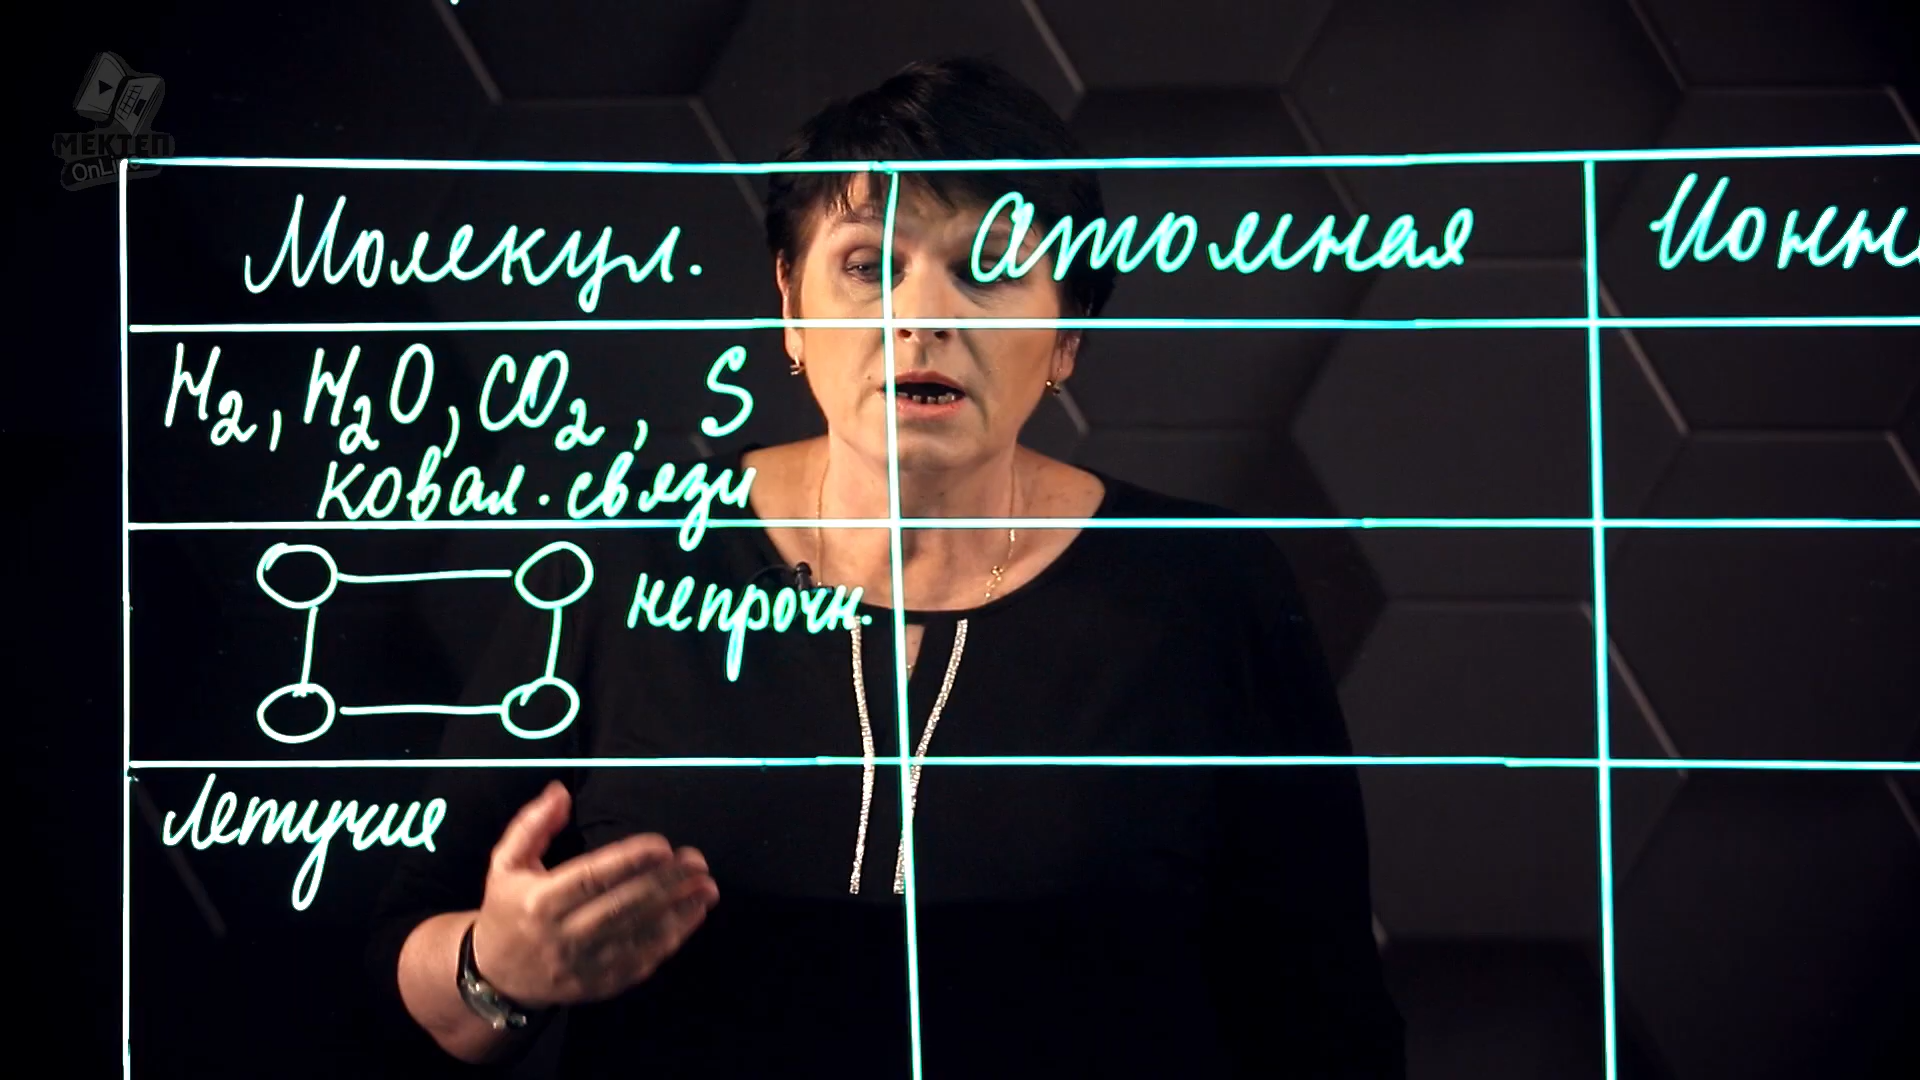 МЕКТЕП
OnLine
Молекул. Атомная Ионн
H₂, H₂O, CO₂, S
ковал. связи
непрочн.
Летучие